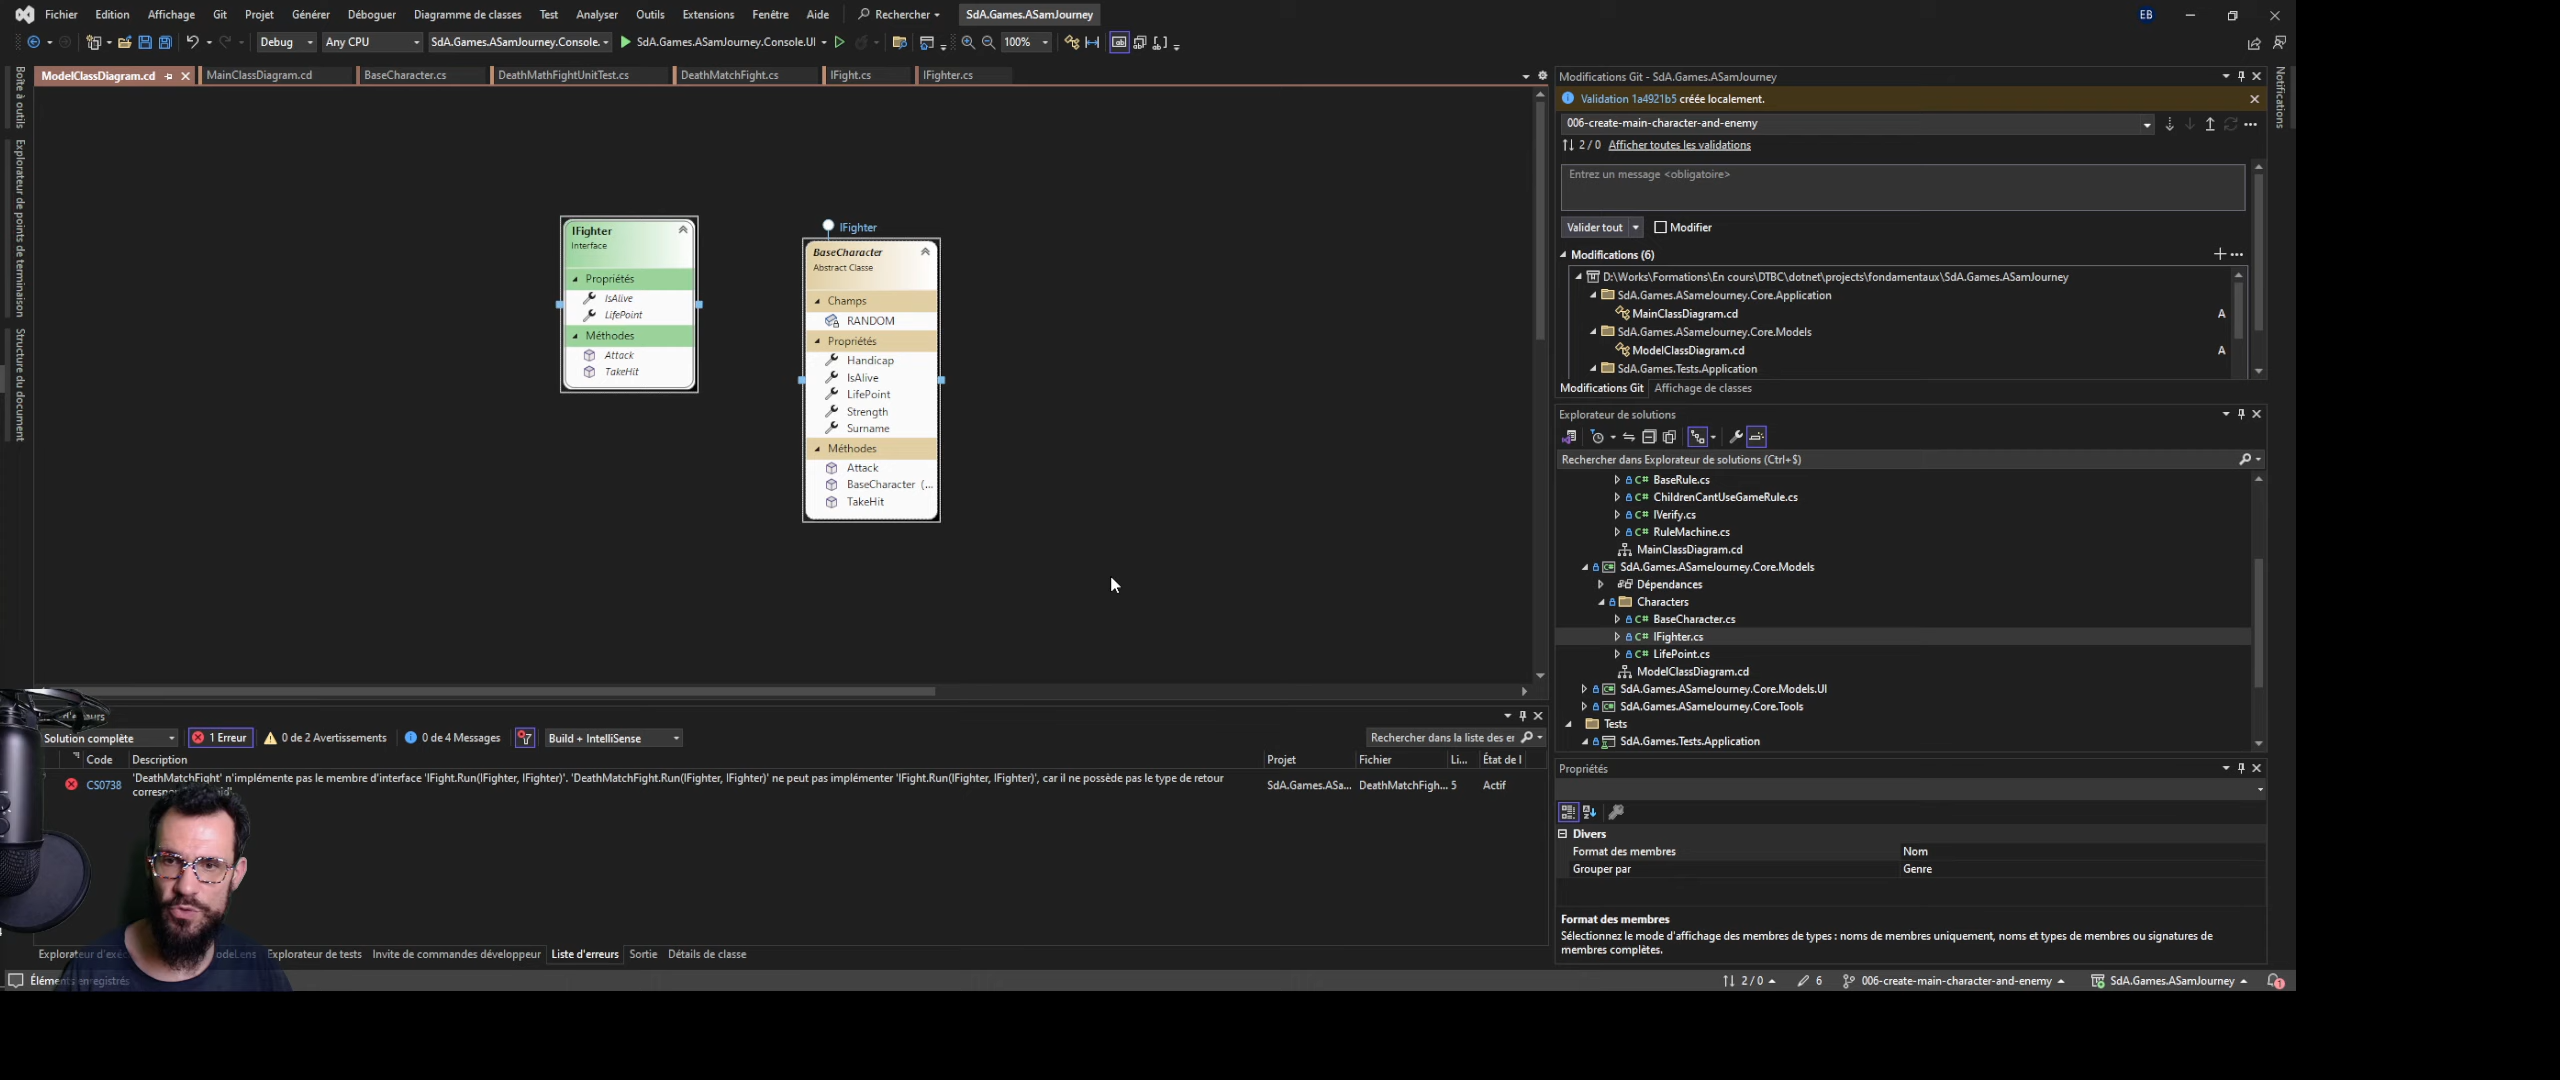 Fichier Edition Affichage Git Projet Générer Déboguer Diagramme de classes Test Analyser Outils Extensions Fenêtre Aide Rechercher SdA.Games.ASamJourney EB
Debug Any CPU SdA.Games.ASamJourney.Console. SdA.Games.ASamJourney.Console.UI 100%
ModelClassDiagram.cd MainClassDiagram.cd BaseCharacter.cs DeathMathFightUnitTest.cs DeathMatchFight.cs IFight.cs IFighter.cs
Boîte à outils
Explorateur de points de terminaison
Structure du document
IFighter
Interface
Propriétés
IsAlive
LifePoint
Méthodes
Attack
TakeHit
IFighter
BaseCharacter
Abstract Classe
Champs
RANDOM
Propriétés
Handicap
IsAlive
LifePoint
Strength
Surname
Méthodes
Attack
BaseCharacter (...
TakeHit
Modifications Git - SdA.Games.ASamJourney
Validation 1a4921b5 créée localement.
006-create-main-character-and-enemy
2 / 0 Afficher toutes les validations
Entrez un message <obligatoire>
Valider tout Modifier
Modifications (6)
D:\Works\Formations\En cours\DTBC\dotnet\projects\fondamentaux\SdA.Games.ASamJourney
SdA.Games.ASameJourney.Core.Application
MainClassDiagram.cd A
SdA.Games.ASameJourney.Core.Models
ModelClassDiagram.cd A
SdA.Games.Tests.Application
Modifications Git Affichage de classes
Notifications
Explorateur de solutions
Rechercher dans Explorateur de solutions (Ctrl+$)
BaseRule.cs
ChildrenCantUseGameRule.cs
IVerify.cs
RuleMachine.cs
MainClassDiagram.cd
SdA.Games.ASameJourney.Core.Models
Dépendances
Characters
BaseCharacter.cs
IFighter.cs
LifePoint.cs
ModelClassDiagram.cd
SdA.Games.ASameJourney.Core.Models.UI
SdA.Games.ASameJourney.Core.Tools
Tests
SdA.Games.Tests.Application
Propriétés
Divers
Format des membres Nom
Grouper par Genre
Format des membres
Sélectionnez le mode d'affichage des membres de types : noms de membres uniquement, noms et types de membres ou signatures de
membres complètes.
Solution complète 1 Erreur 0 de 2 Avertissements 0 de 4 Messages Build + IntelliSense Rechercher dans la liste des er
Code Description Projet Fichier Li... État de l
CS0738 'DeathMatchFight' n'implémente pas le membre d'interface 'IFight.Run(IFighter, IFighter)'. 'DeathMatchFight.Run(IFighter, IFighter)' ne peut pas implémenter 'IFight.Run(IFighter, IFighter)', car il ne possède pas le type de retour SdA.Games.ASa... DeathMatchFigh... 5 Actif
Explorateur de tests Invite de commandes développeur Liste d'erreurs Sortie Détails de classe
Éléments enregistrés 2 / 0 6 006-create-main-character-and-enemy SdA.Games.ASamJourney 1